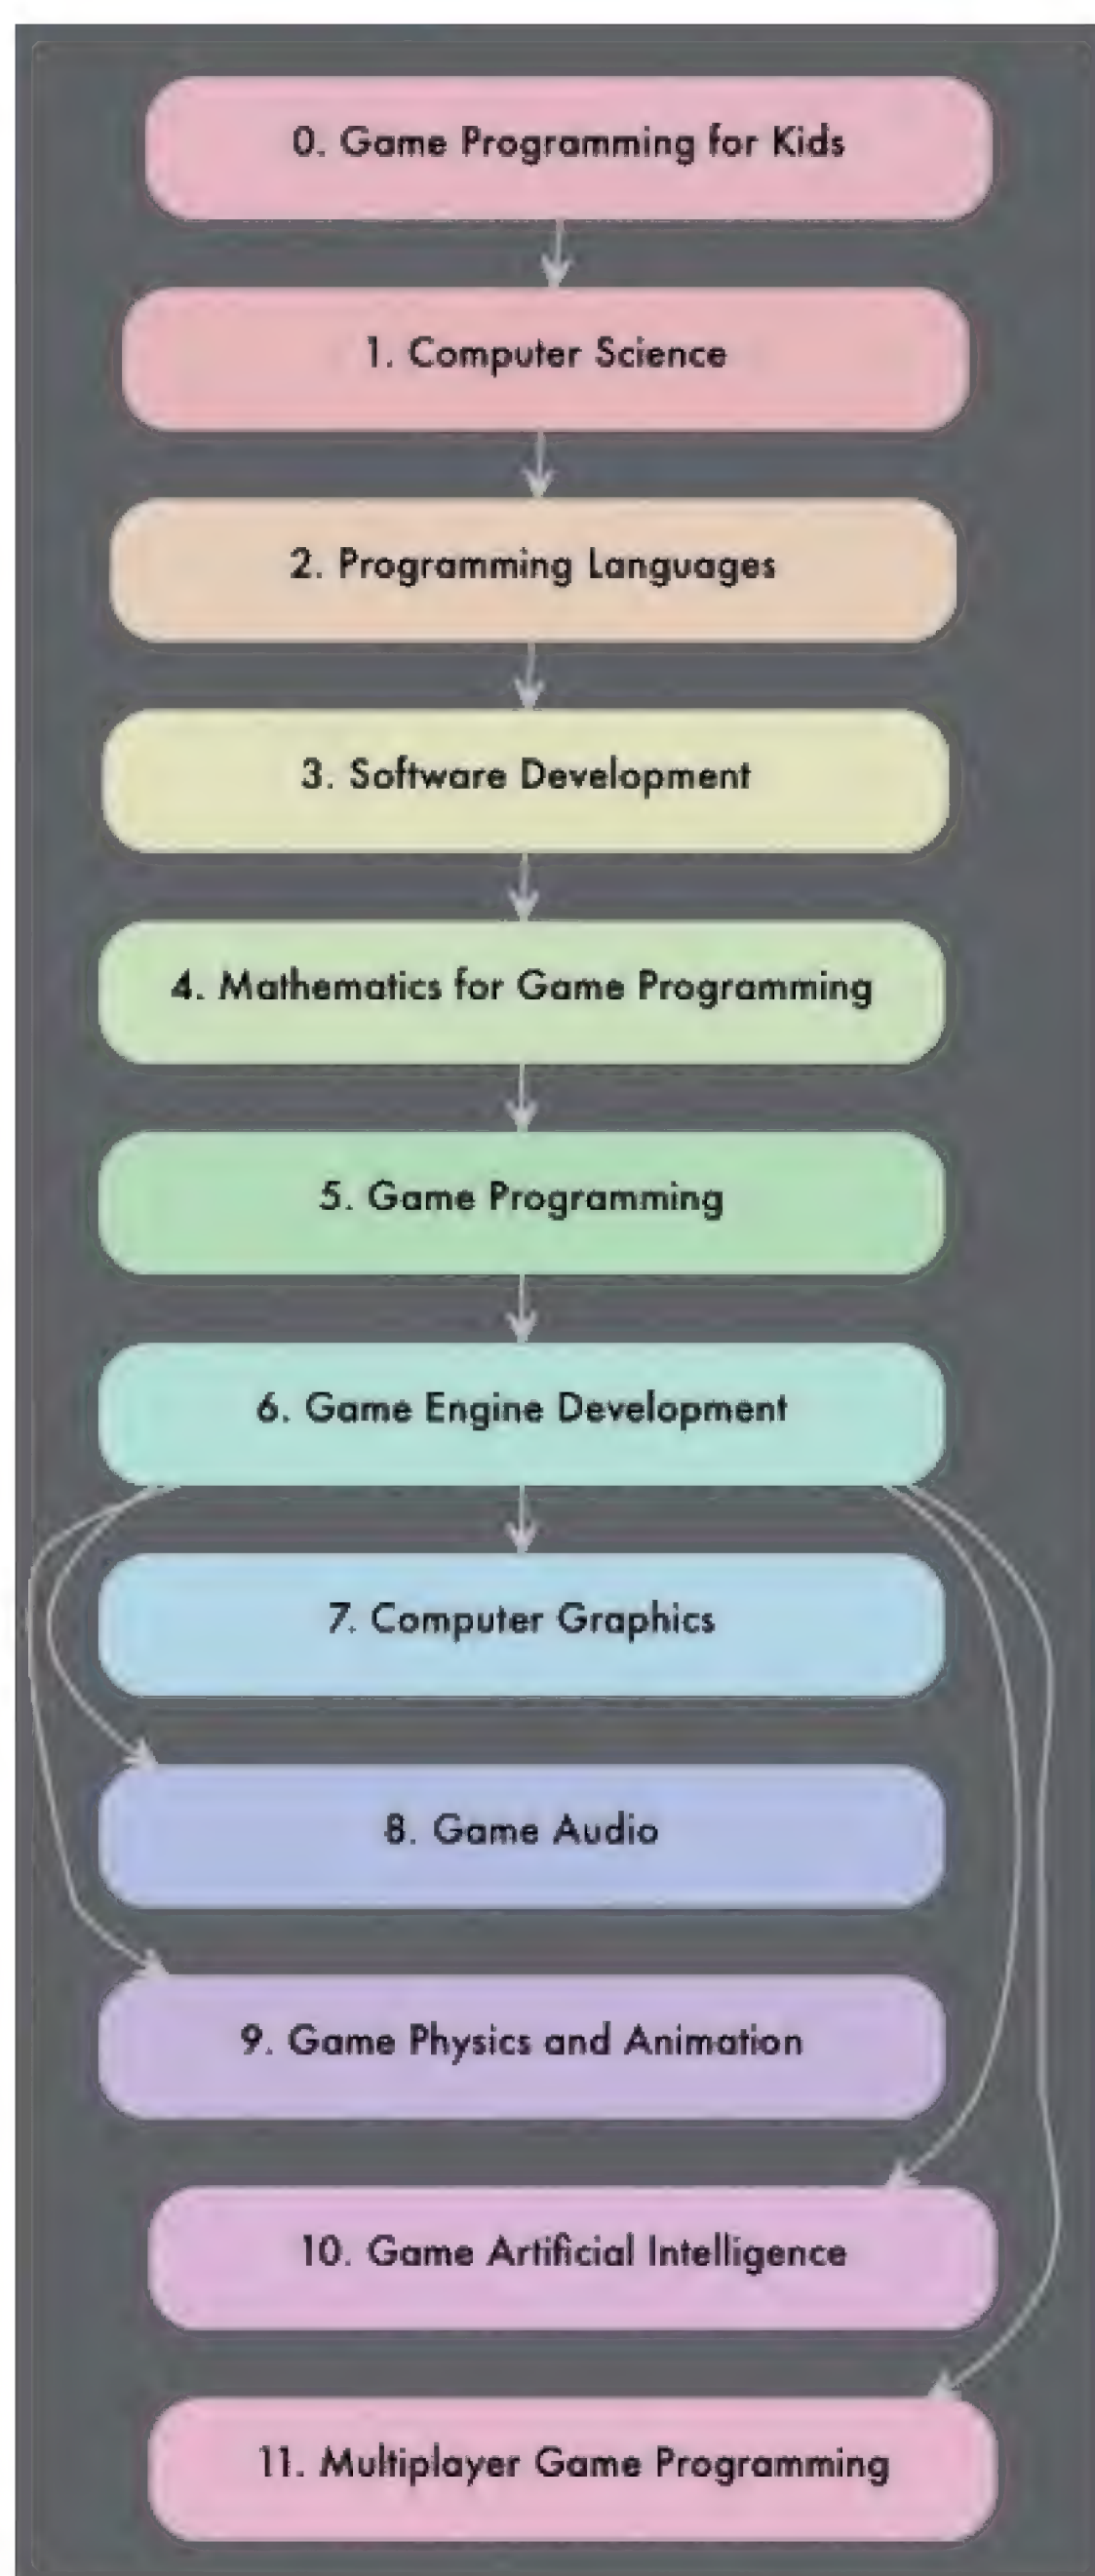 0. Game Programming for Kids
1. Computer Science
2. Programming Languages
3. Software Development
4. Mathematics for Game Programming
5. Game Programming
6. Game Engine Development
7. Computer Graphics
8. Game Audio
9. Game Physics and Animation
10. Game Artificial Intelligence
11. Multiplayer Game Programming